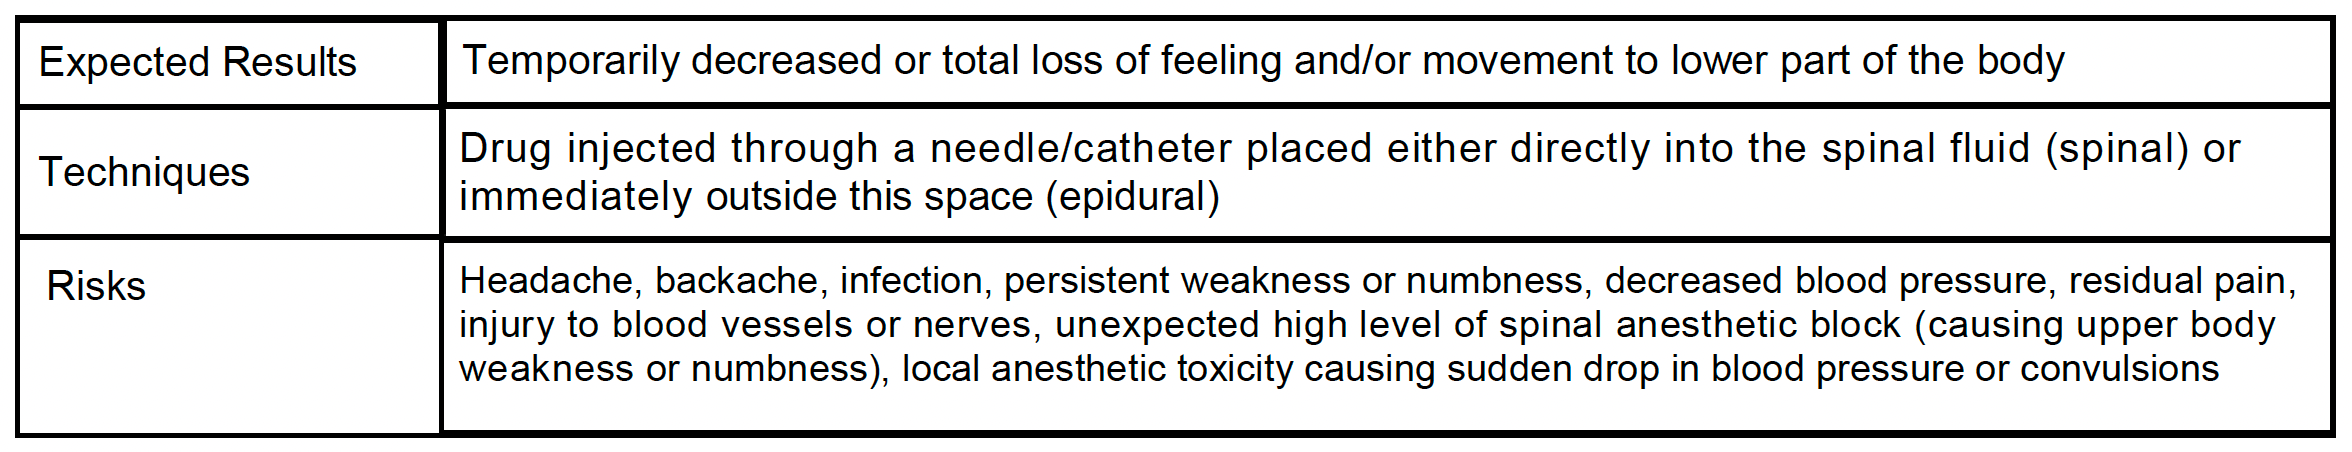 Expected Results
Temporarily decreased or total loss of feeling and/or movement to lower part of the body
Techniques
Drug injected through a needle/catheter placed either directly into the spinal fluid (spinal) or
immediately outside this space (epidural)
Risks
Headache, backache, infection, persistent weakness or numbness, decreased blood pressure, residual pain,
injury to blood vessels or nerves, unexpected high level of spinal anesthetic block (causing upper body
weakness or numbness), local anesthetic toxicity causing sudden drop in blood pressure or convulsions